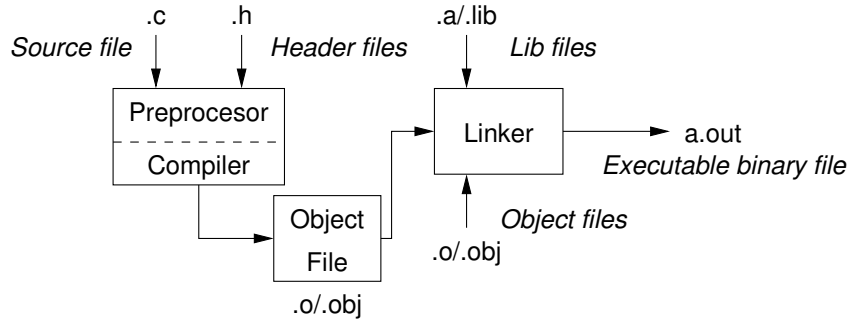 .c
.h
.a/.lib
Source file
Header files
Lib files
Preprocesor
Compiler
Linker
a.out
Executable binary file
Object
File
.o/.obj
Object files
.o/.obj